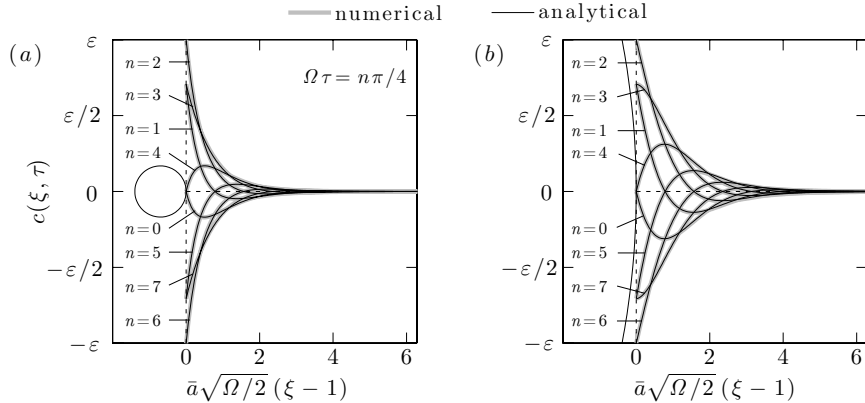 numerical analytical
(a)
ε
ε/2
0
−ε/2
−ε
c(ξ, τ)
n=2
n=3
n=1
n=4
n=0
n=5
n=7
n=6
Ωτ = nπ/4
0 2 4 6
ā√Ω/2 (ξ − 1)
(b)
ε
ε/2
0
−ε/2
−ε
n=2
n=3
n=1
n=4
n=0
n=5
n=7
n=6
0 2 4 6
ā√Ω/2 (ξ − 1)